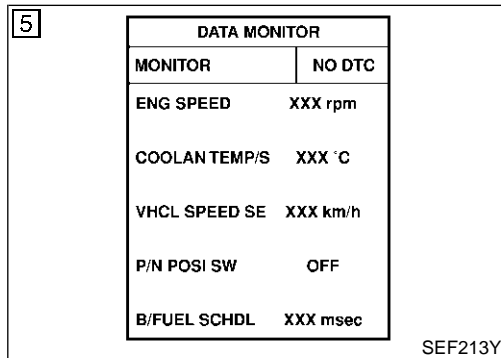 5
DATA MONITOR
MONITOR NO DTC
ENG SPEED XXX rpm
COOLAN TEMP/S XXX °C
VHCL SPEED SE XXX km/h
P/N POSI SW OFF
B/FUEL SCHDL XXX msec
SEF213Y